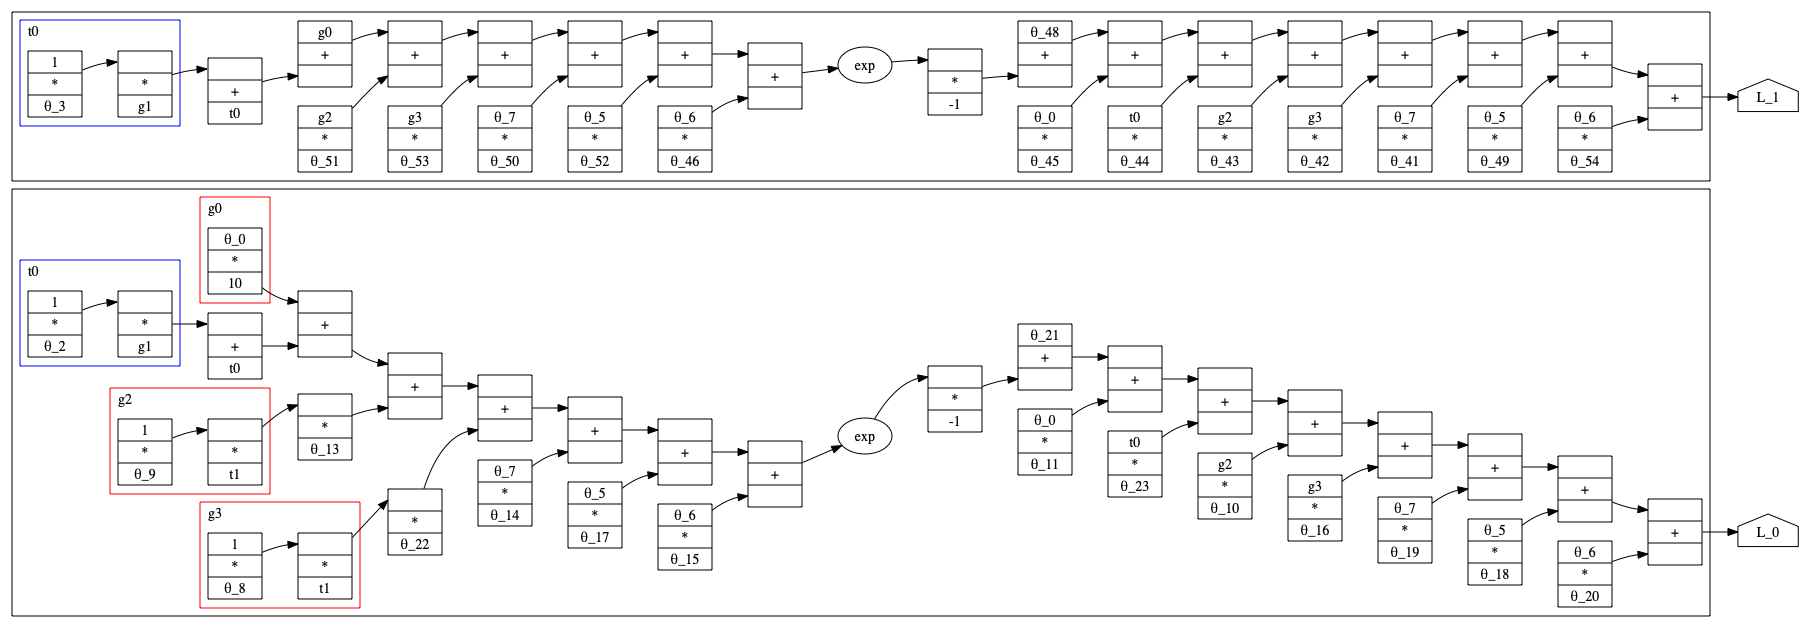 t0
1
*
θ_3
*
g1
+
t0
g0
+
+
+
+
+
+
exp
*
-1
θ_48
+
+
+
+
+
+
+
+
L_1
g2
*
θ_51
g3
*
θ_53
θ_7
*
θ_50
θ_5
*
θ_52
θ_6
*
θ_46
θ_0
*
θ_45
t0
*
θ_44
g2
*
θ_43
g3
*
θ_42
θ_7
*
θ_41
θ_5
*
θ_49
θ_6
*
θ_54
g0
θ_0
*
10
t0
1
*
θ_2
*
g1
+
t0
+
g2
1
*
θ_9
*
t1
*
θ_13
+
g3
1
*
θ_8
*
t1
*
θ_22
+
θ_7
*
θ_14
+
θ_5
*
θ_17
+
θ_6
*
θ_15
+
exp
*
-1
θ_21
+
θ_0
*
θ_11
+
t0
*
θ_23
+
g2
*
θ_10
+
g3
*
θ_16
+
θ_7
*
θ_19
+
θ_5
*
θ_18
+
θ_6
*
θ_20
+
L_0